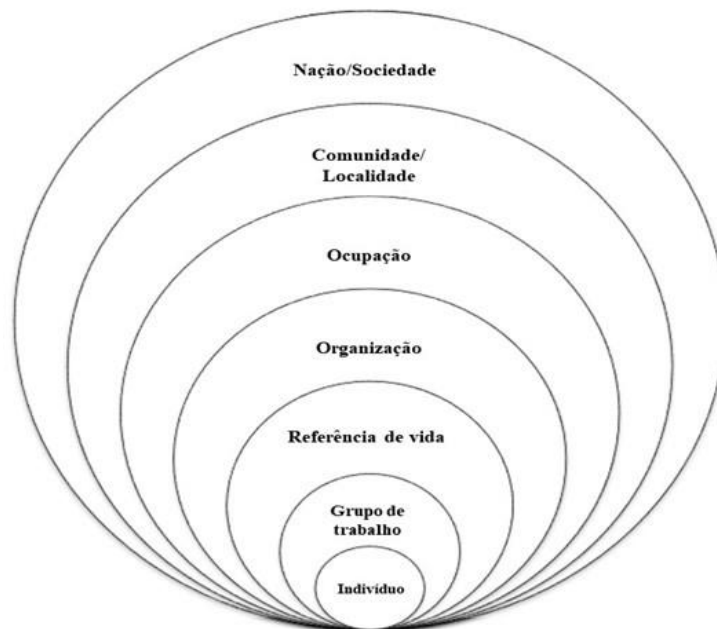 Nação/Sociedade
Comunidade/
Localidade
Ocupação
Organização
Referência de vida
Grupo de
trabalho
Indivíduo